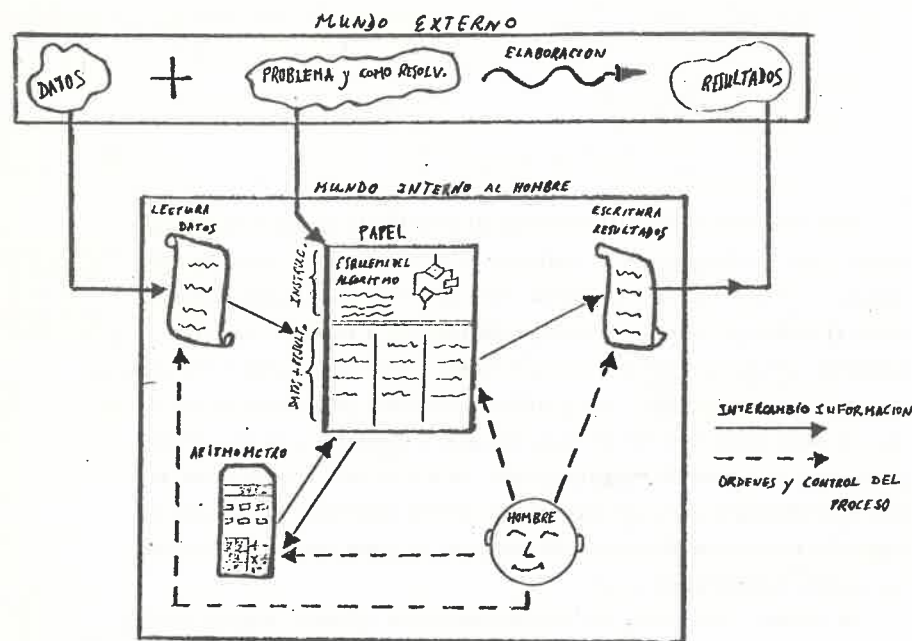 MUNDO EXTERNO
DATOS
+
PROBLEMA y COMO RESOLV.
ELABORACION
RESULTADOS
MUNDO INTERNO AL HOMBRE
LECTURA
DATOS
PAPEL
ESCRITURA
RESULTADOS
INSTRUC.
ESQUEMA DEL
ALGORITMO
DATOS + RESULT.
ARITMOMETRO
HOMBRE
INTERCAMBIO INFORMACION
ORDENES y CONTROL DEL
PROCESO